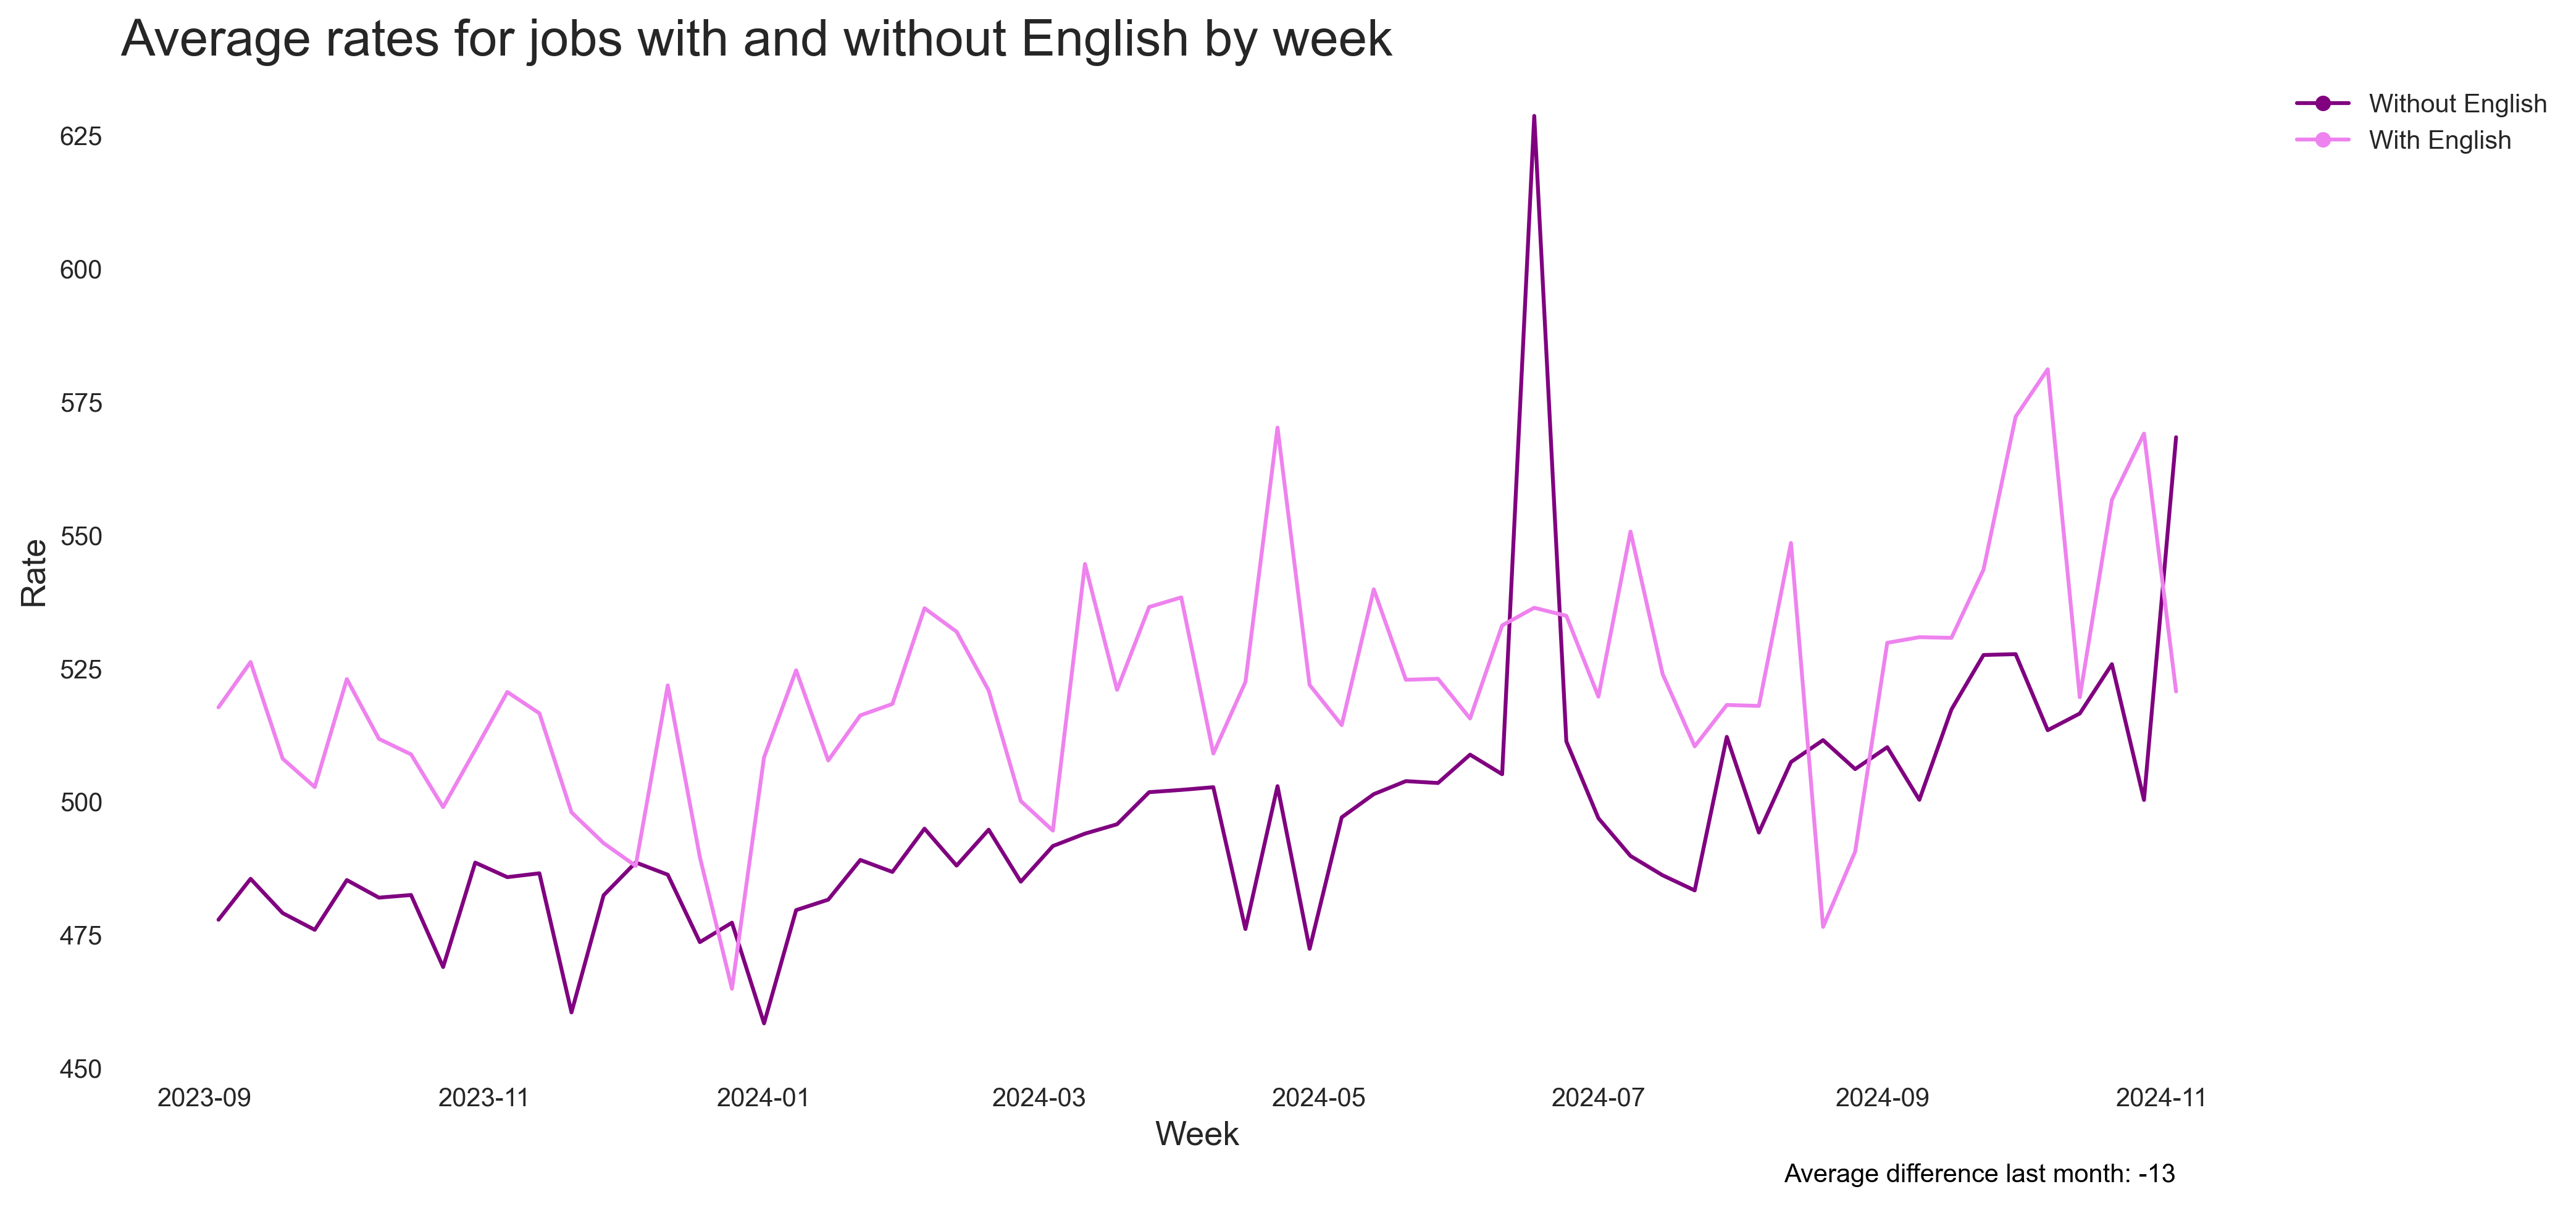 Average rates for jobs with and without English by week
Without English
With English
625
600
575
550
525
500
475
450
Rate
2023-09
2023-11
2024-01
2024-03
2024-05
2024-07
2024-09
2024-11
Week
Average difference last month: -13